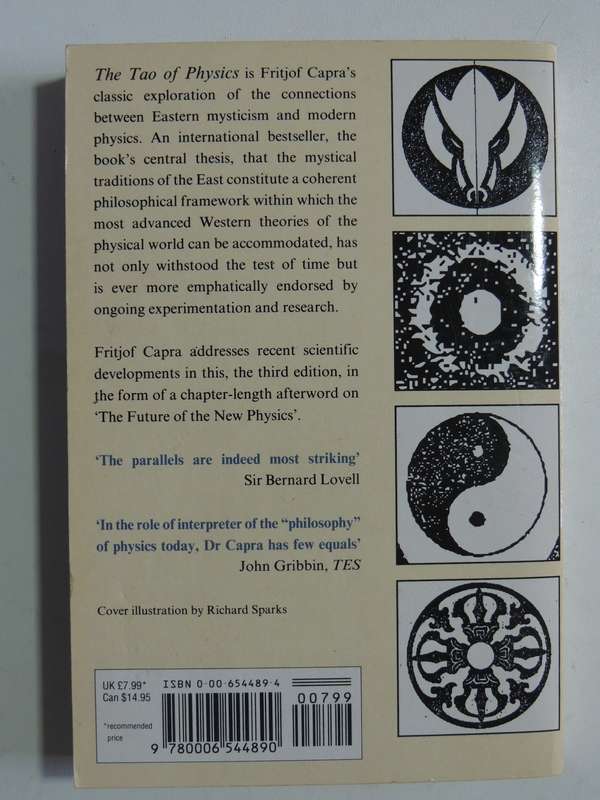 The Tao of Physics is Fritjof Capra's
classic exploration of the connections
between Eastern mysticism and modern
physics. An international bestseller, the
book's central thesis, that the mystical
traditions of the East constitute a coherent
philosophical framework within which the
most advanced Western theories of the
physical world can be accommodated, has
not only withstood the test of time but
is ever more emphatically endorsed by
ongoing experimentation and research.
Fritjof Capra addresses recent scientific
developments in this, the third edition, in
the form of a chapter-length afterword on
'The Future of the New Physics'.
'The parallels are indeed most striking'
Sir Bernard Lovell
'In the role of interpreter of the "philosophy"
of physics today, Dr Capra has few equals'
John Gribbin, TES
Cover illustration by Richard Sparks
UK £7.99*
Can $14.95
*recommended
price
ISBN 0-00-654489-4
00799
9 780006 544890